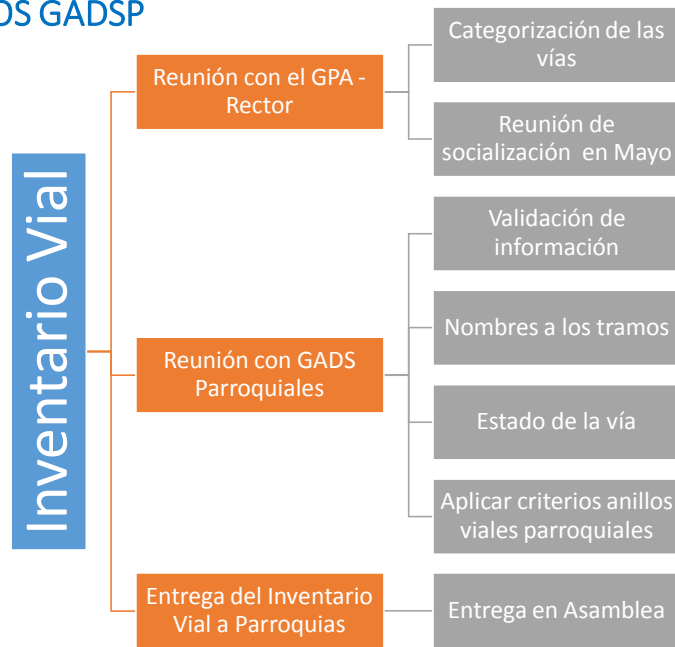 OS GADSP
Inventario Vial
Reunión con el GPA -
Rector
Categorización de las
vías
Reunión de
socialización en Mayo
Reunión con GADS
Parroquiales
Validación de
información
Nombres a los tramos
Estado de la vía
Aplicar criterios anillos
viales parroquiales
Entrega del Inventario
Vial a Parroquias
Entrega en Asamblea